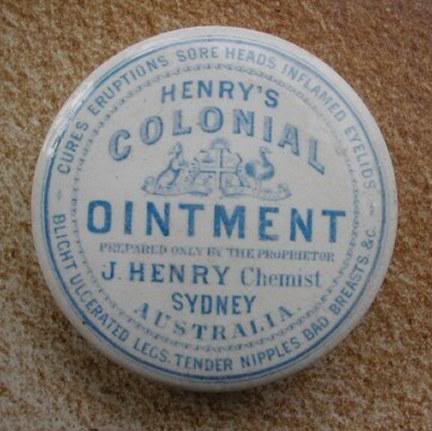 CURES ERUPTIONS SORE HEADS INFLAMED EYELIDS
HENRY'S
COLONIAL
OINTMENT
PREPARED ONLY BY THE PROPRIETOR
J. HENRY Chemist
SYDNEY
AUSTRALIA
BLIGHT ULCERATED LEGS. TENDER NIPPLES BAD BREASTS. &c.